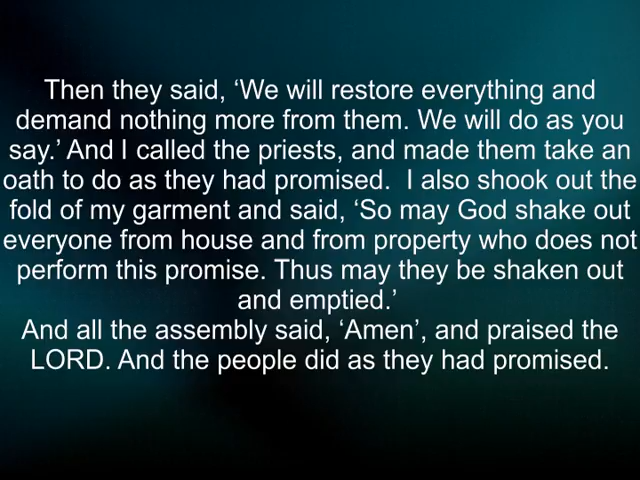 Then they said, ‘We will restore everything and
demand nothing more from them. We will do as you
say.’ And I called the priests, and made them take an
oath to do as they had promised.  I also shook out the
fold of my garment and said, ‘So may God shake out
everyone from house and from property who does not
perform this promise. Thus may they be shaken out
and emptied.’
And all the assembly said, ‘Amen’, and praised the
LORD. And the people did as they had promised.